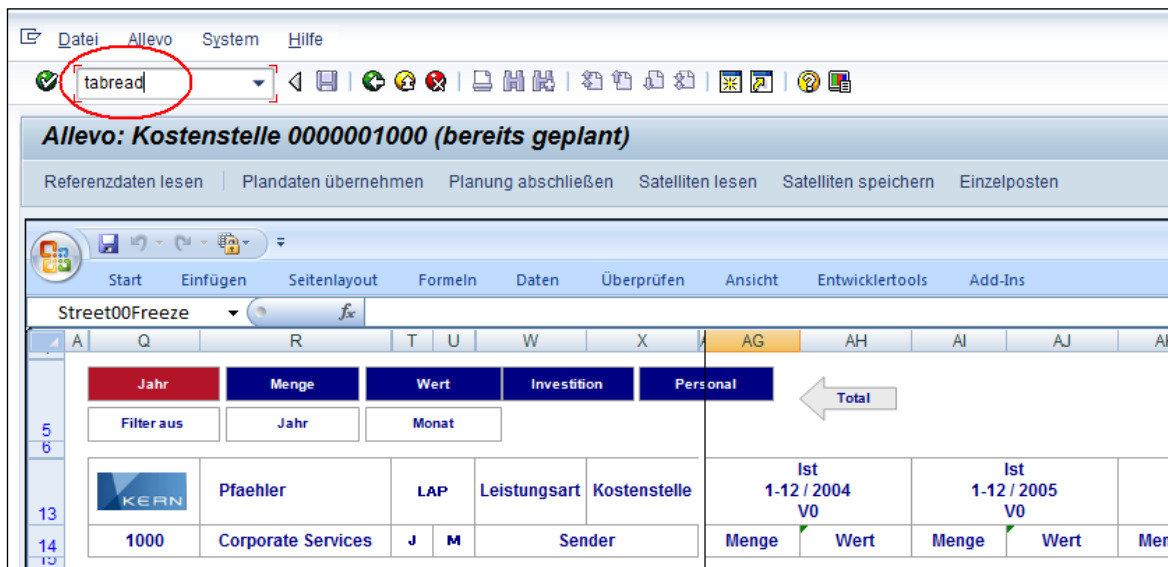 Datei Allevo System Hilfe
tabread
Allevo: Kostenstelle 0000001000 (bereits geplant)
Referenzdaten lesen Plandaten übernehmen Planung abschließen Satelliten lesen Satelliten speichern Einzelposten
Start Einfügen Seitenlayout Formeln Daten Überprüfen Ansicht Entwicklertools Add-Ins
Street00Freeze fx
A Q R T U W X AG AH AI AJ
Jahr Menge Wert Investition Personal
Total
5 Filter aus Jahr Monat
6
Ist Ist
KERN Pfaehler LAP Leistungsart Kostenstelle 1-12 / 2004 1-12 / 2005
13 V0 V0
14 1000 Corporate Services J M Sender Menge Wert Menge Wert